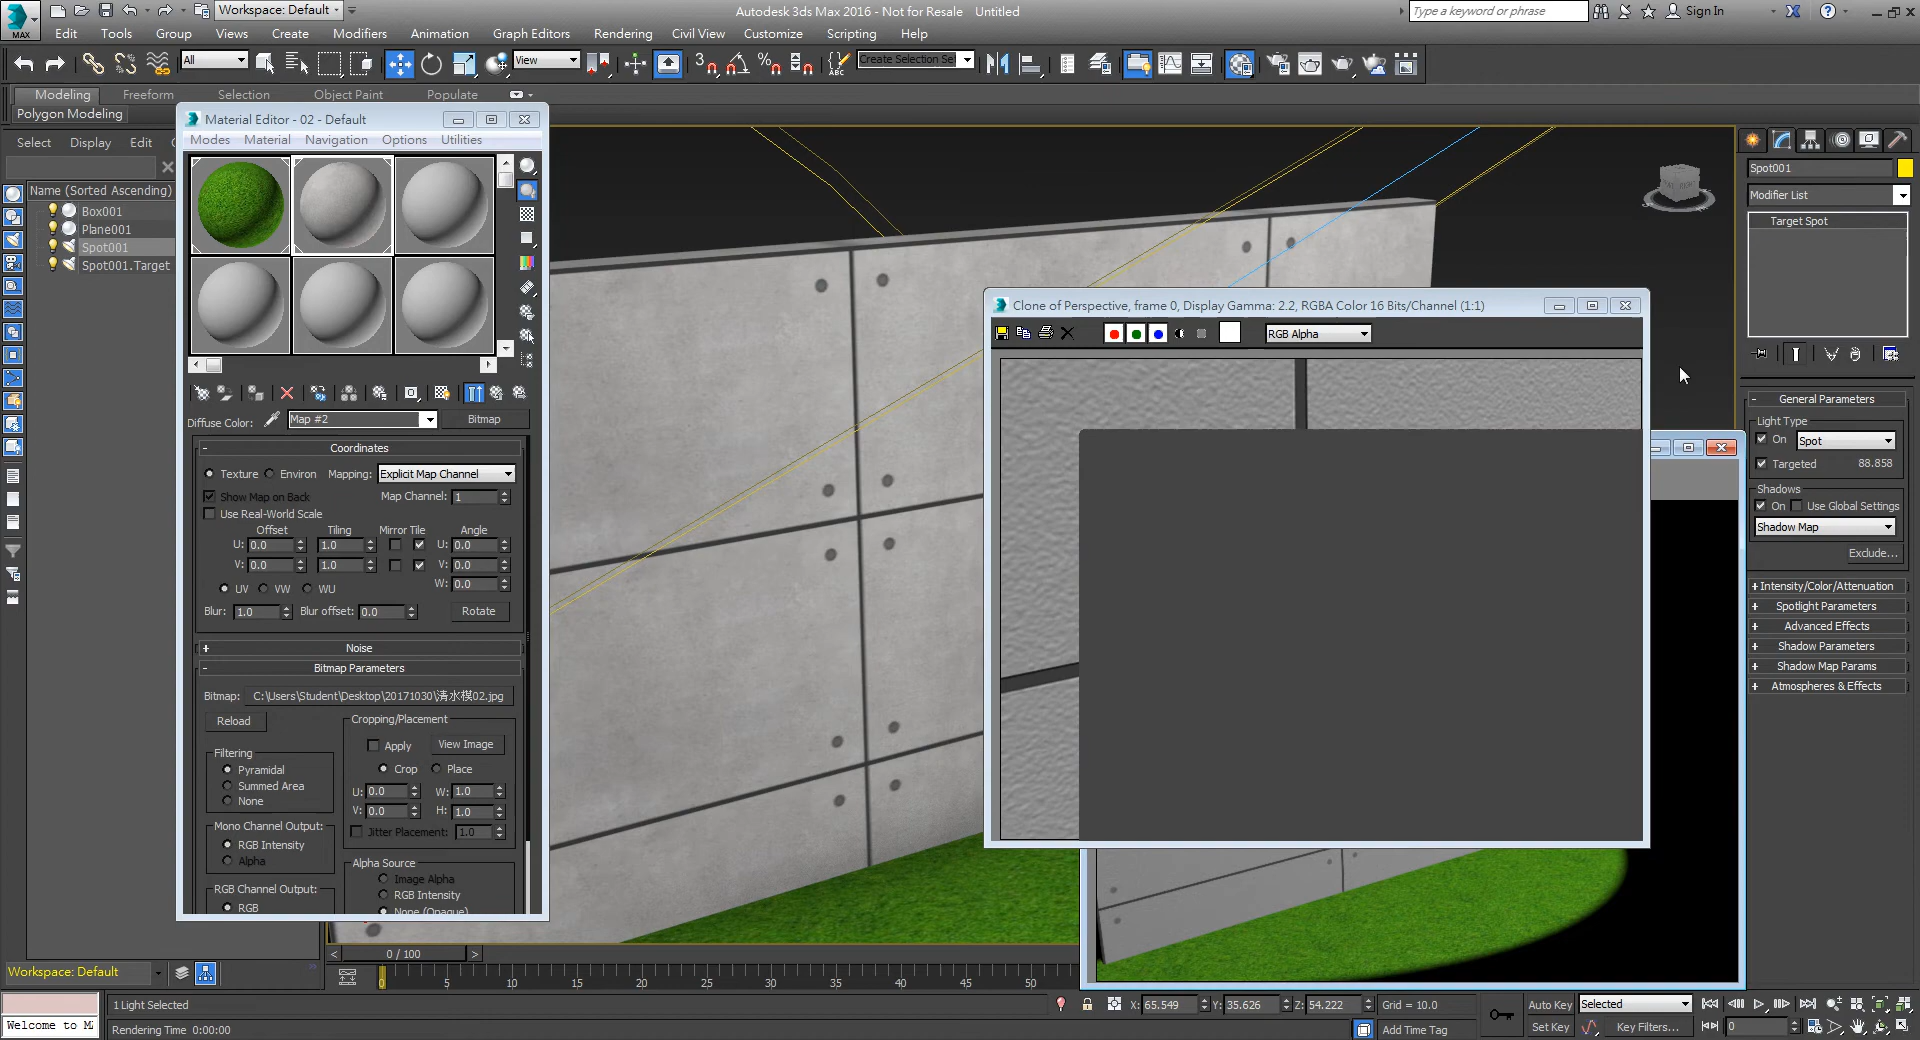 Workspace: Default
Autodesk 3ds Max 2016 - Not for Resale    Untitled
Type a keyword or phrase
Sign In
MAX
Edit
Tools
Group
Views
Create
Modifiers
Animation
Graph Editors
Rendering
Civil View
Customize
Scripting
Help
All
View
3
ABC
Create Selection Se
Modeling
Freeform
Selection
Object Paint
Populate
Polygon Modeling
Select
Display
Edit
Name (Sorted Ascending)
Box001
Plane001
Spot001
Spot001.Target
Material Editor - 02 - Default
Modes
Material
Navigation
Options
Utilities
Diffuse Color:
Map #2
Bitmap
Coordinates
Texture
Environ
Mapping:
Explicit Map Channel
Show Map on Back
Map Channel: 1
Use Real-World Scale
Offset
Tiling
Mirror Tile
Angle
U: 0.0
1.0
U: 0.0
V: 0.0
1.0
V: 0.0
W: 0.0
UV
VW
WU
Blur: 1.0
Blur offset: 0.0
Rotate
Noise
Bitmap Parameters
Bitmap:
C:\Users\Student\Desktop\20171030\清水模02.jpg
Reload
Cropping/Placement
Apply
View Image
Crop
Place
U: 0.0
W: 1.0
V: 0.0
H: 1.0
Jitter Placement: 1.0
Filtering
Pyramidal
Summed Area
None
Mono Channel Output:
RGB Intensity
Alpha
RGB Channel Output:
RGB
Alpha Source
Image Alpha
RGB Intensity
None (Opaque)
Clone of Perspective, frame 0, Display Gamma: 2.2, RGBA Color 16 Bits/Channel (1:1)
RGB Alpha
Spot001
Modifier List
Target Spot
General Parameters
Light Type
On
Spot
Targeted
88.858
Shadows
On
Use Global Settings
Shadow Map
Exclude...
Intensity/Color/Attenuation
Spotlight Parameters
Advanced Effects
Shadow Parameters
Shadow Map Params
Atmospheres & Effects
0 / 100
0
5
10
15
20
25
30
35
40
45
50
Workspace: Default
1 Light Selected
X: 65.549
Y: 35.626
Z: 54.222
Grid = 10.0
Auto Key
Selected
Welcome to M
Rendering Time  0:00:00
Add Time Tag
Set Key
Key Filters...
0